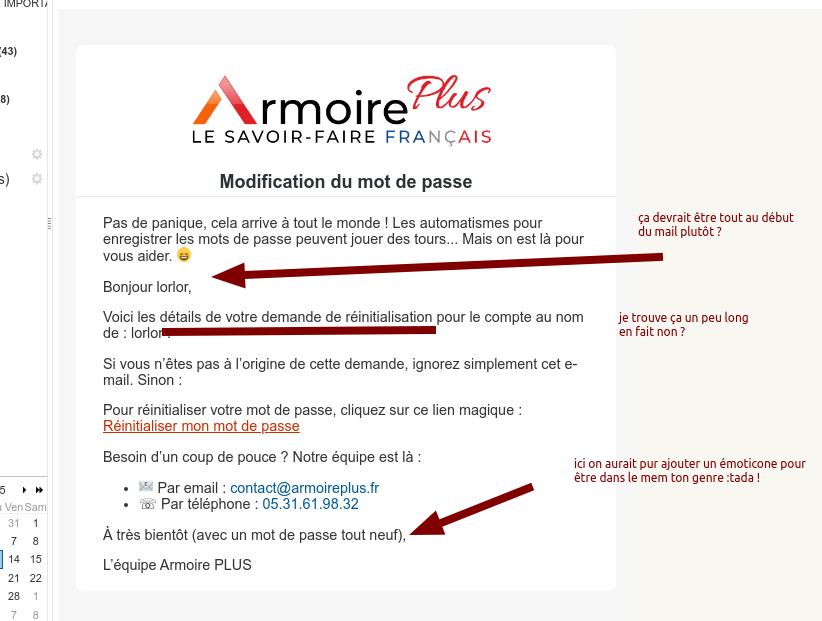 IMPORTA
(43)
8)
s)
ArmoirePlus
LE SAVOIR-FAIRE FRANÇAIS
Modification du mot de passe
Pas de panique, cela arrive à tout le monde ! Les automatismes pour
enregistrer les mots de passe peuvent jouer des tours... Mais on est là pour
vous aider. 😄
ça devrait être tout au début
du mail plutôt ?
Bonjour lorlor,
Voici les détails de votre demande de réinitialisation pour le compte au nom
de : lorlor
je trouve ça un peu long
en fait non ?
Si vous n’êtes pas à l’origine de cette demande, ignorez simplement cet e-
mail. Sinon :
Pour réinitialiser votre mot de passe, cliquez sur ce lien magique :
Réinitialiser mon mot de passe
Besoin d’un coup de pouce ? Notre équipe est là :
ici on aurait pur ajouter un émoticone pour
être dans le mem ton genre :tada !
• 📧 Par email : contact@armoireplus.fr
• ☏ Par téléphone : 05.31.61.98.32
À très bientôt (avec un mot de passe tout neuf),
L’équipe Armoire PLUS
5
Ven Sam
31 1
7 8
14 15
21 22
28 1
7 8